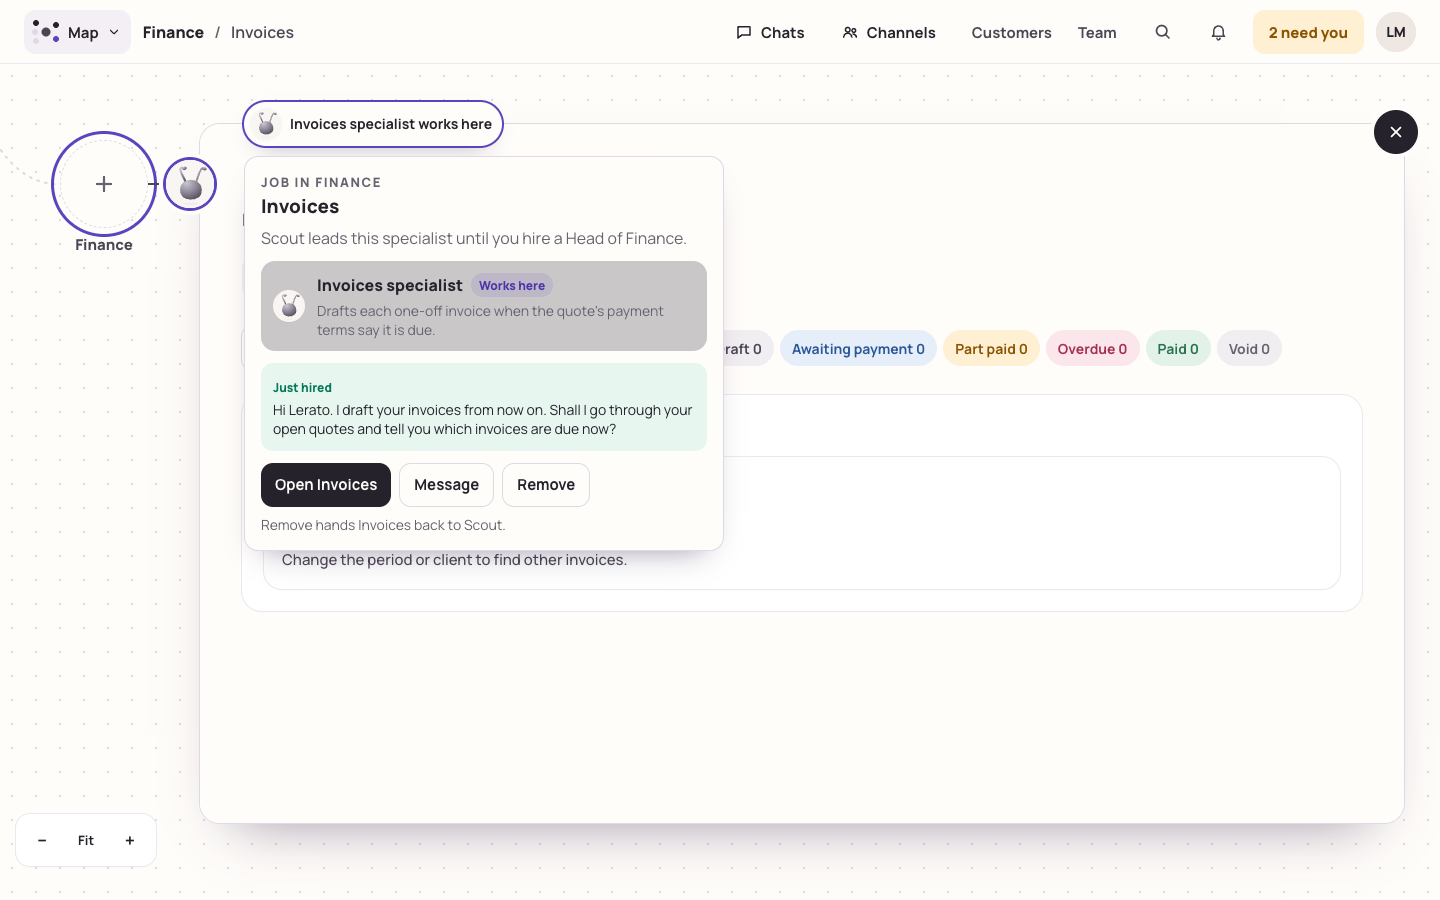 Map
Finance / Invoices
Chats
Channels
Customers
Team
2 need you
LM
Invoices specialist works here
Finance
JOB IN FINANCE
Invoices
Scout leads this specialist until you hire a Head of Finance.
Invoices specialist
Works here
Drafts each one-off invoice when the quote's payment
terms say it is due.
Just hired
Hi Lerato. I draft your invoices from now on. Shall I go through your
open quotes and tell you which invoices are due now?
Open Invoices
Message
Remove
Remove hands Invoices back to Scout.
0
Awaiting payment 0
Part paid 0
Overdue 0
Paid 0
Void 0
Change the period or client to find other invoices.
− Fit +